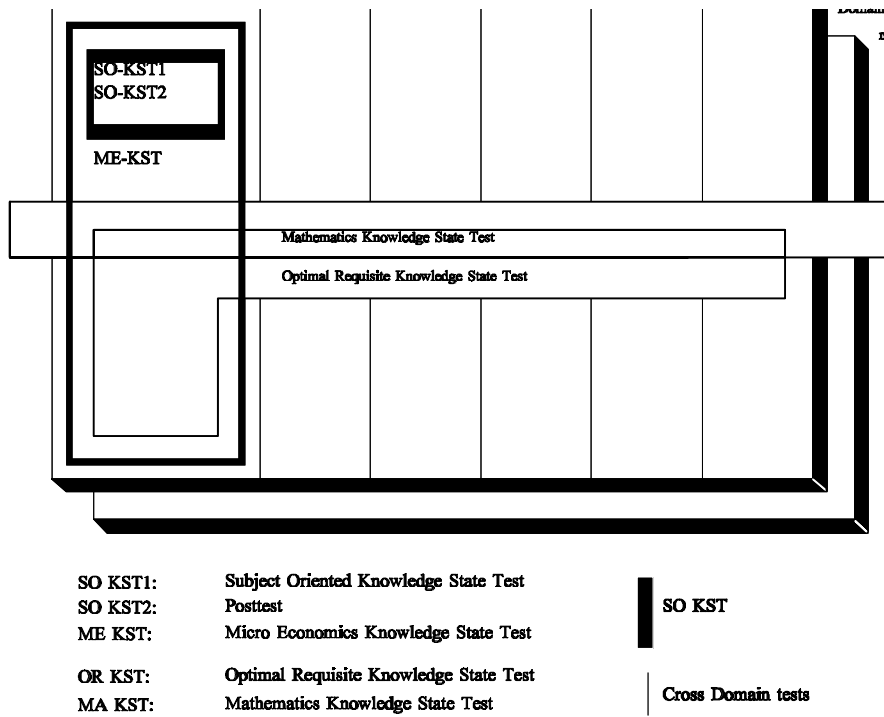 Domain
SO-KST1
SO-KST2
ME-KST
Mathematics Knowledge State Test
Optimal Requisite Knowledge State Test
SO KST1: Subject Oriented Knowledge State Test
SO KST2: Posttest
ME KST: Micro Economics Knowledge State Test
SO KST
OR KST: Optimal Requisite Knowledge State Test
MA KST: Mathematics Knowledge State Test
Cross Domain tests